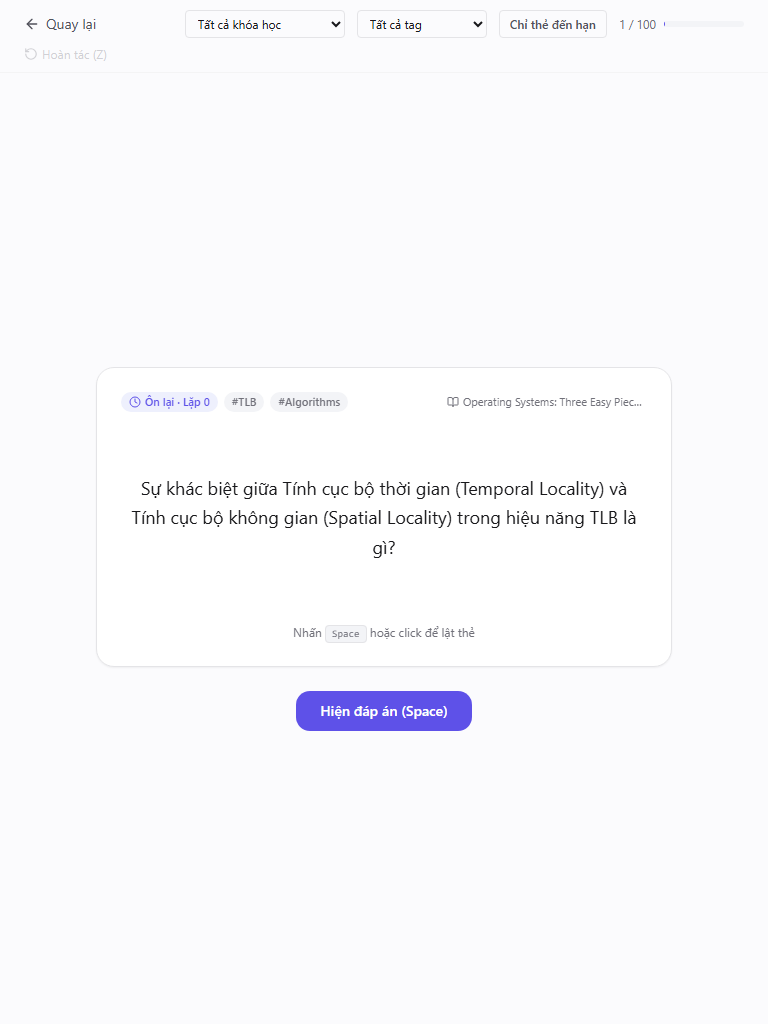 Quay lại
Tất cả khóa học
Tất cả tag
Chỉ thẻ đến hạn
1 / 100
Hoàn tác (Z)
Ôn lại · Lặp 0
#TLB
#Algorithms
Operating Systems: Three Easy Piec...
Sự khác biệt giữa Tính cục bộ thời gian (Temporal Locality) và
Tính cục bộ không gian (Spatial Locality) trong hiệu năng TLB là
gì?
Nhấn Space hoặc click để lật thẻ
Hiện đáp án (Space)